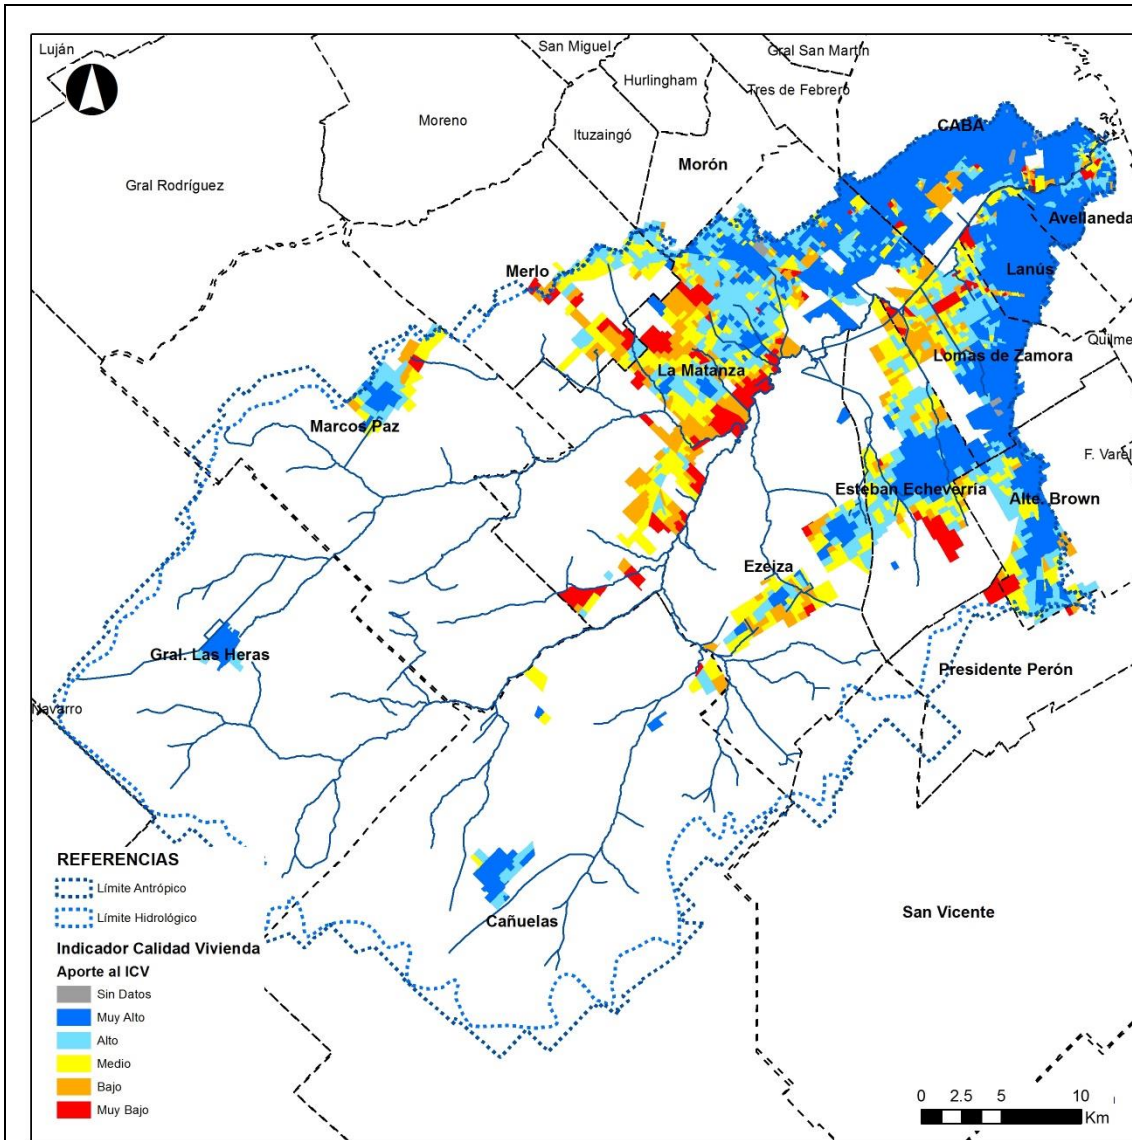 Luján
San Miguel
Gral San Martín
Hurlingham
Tres de Febrero
Moreno
CABA
Ituzaingó
Morón
Gral Rodríguez
Avellaneda
Merlo
Lanús
Quilme
Lomas de Zamora
La Matanza
Marcos Paz
F. Varel
Esteban Echeverría
Alte. Brown
Ezeiza
Gral. Las Heras
Presidente Perón
Navarro
Cañuelas
San Vicente
REFERENCIAS
Límite Antrópico
Límite Hidrológico
Indicador Calidad Vivienda
Aporte al ICV
Sin Datos
Muy Alto
Alto
Medio
Bajo
Muy Bajo
0 2.5 5 10
Km